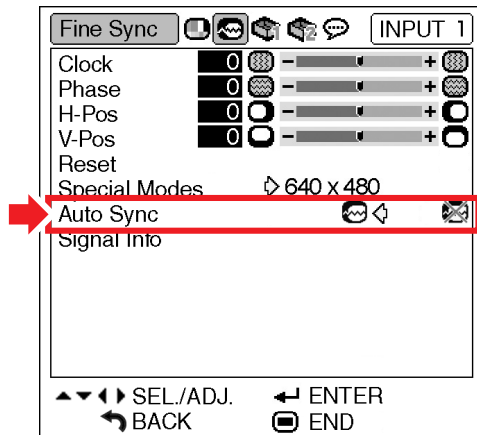 Fine Sync INPUT 1
Clock 0 - +
Phase 0 - +
H-Pos 0 - +
V-Pos 0 - +
Reset
Special Modes 640 x 480
Auto Sync
Signal Info
SEL./ADJ. ENTER
BACK END